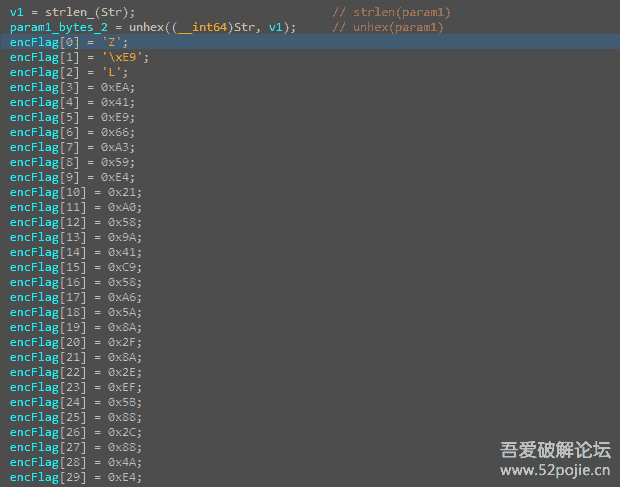 v1 = strlen_(Str); // strlen(param1}
param1_bytes_2 = unhex((__int64)Str, v1); // unhex(param1}
encFlag[0] = 'Z';
encFlag[1] = '\xE9';
encFlag[2] = 'L';
encFlag[3] = 0xEA;
encFlag[4] = 0x41;
encFlag[5] = 0xE9;
encFlag[6] = 0x66;
encFlag[7] = 0xA3;
encFlag[8] = 0x59;
encFlag[9] = 0xE4;
encFlag[10] = 0x21;
encFlag[11] = 0xA0;
encFlag[12] = 0x58;
encFlag[13] = 0x9A;
encFlag[14] = 0x41;
encFlag[15] = 0xC9;
encFlag[16] = 0x58;
encFlag[17] = 0xA6;
encFlag[18] = 0x5A;
encFlag[19] = 0x8A;
encFlag[20] = 0x2F;
encFlag[21] = 0x8A;
encFlag[22] = 0x2E;
encFlag[23] = 0xEF;
encFlag[24] = 0x5B;
encFlag[25] = 0x88;
encFlag[26] = 0x2C;
encFlag[27] = 0x88;
encFlag[28] = 0x4A;
encFlag[29] = 0xE4;
吾爱破解论坛
www.52pojie.cn